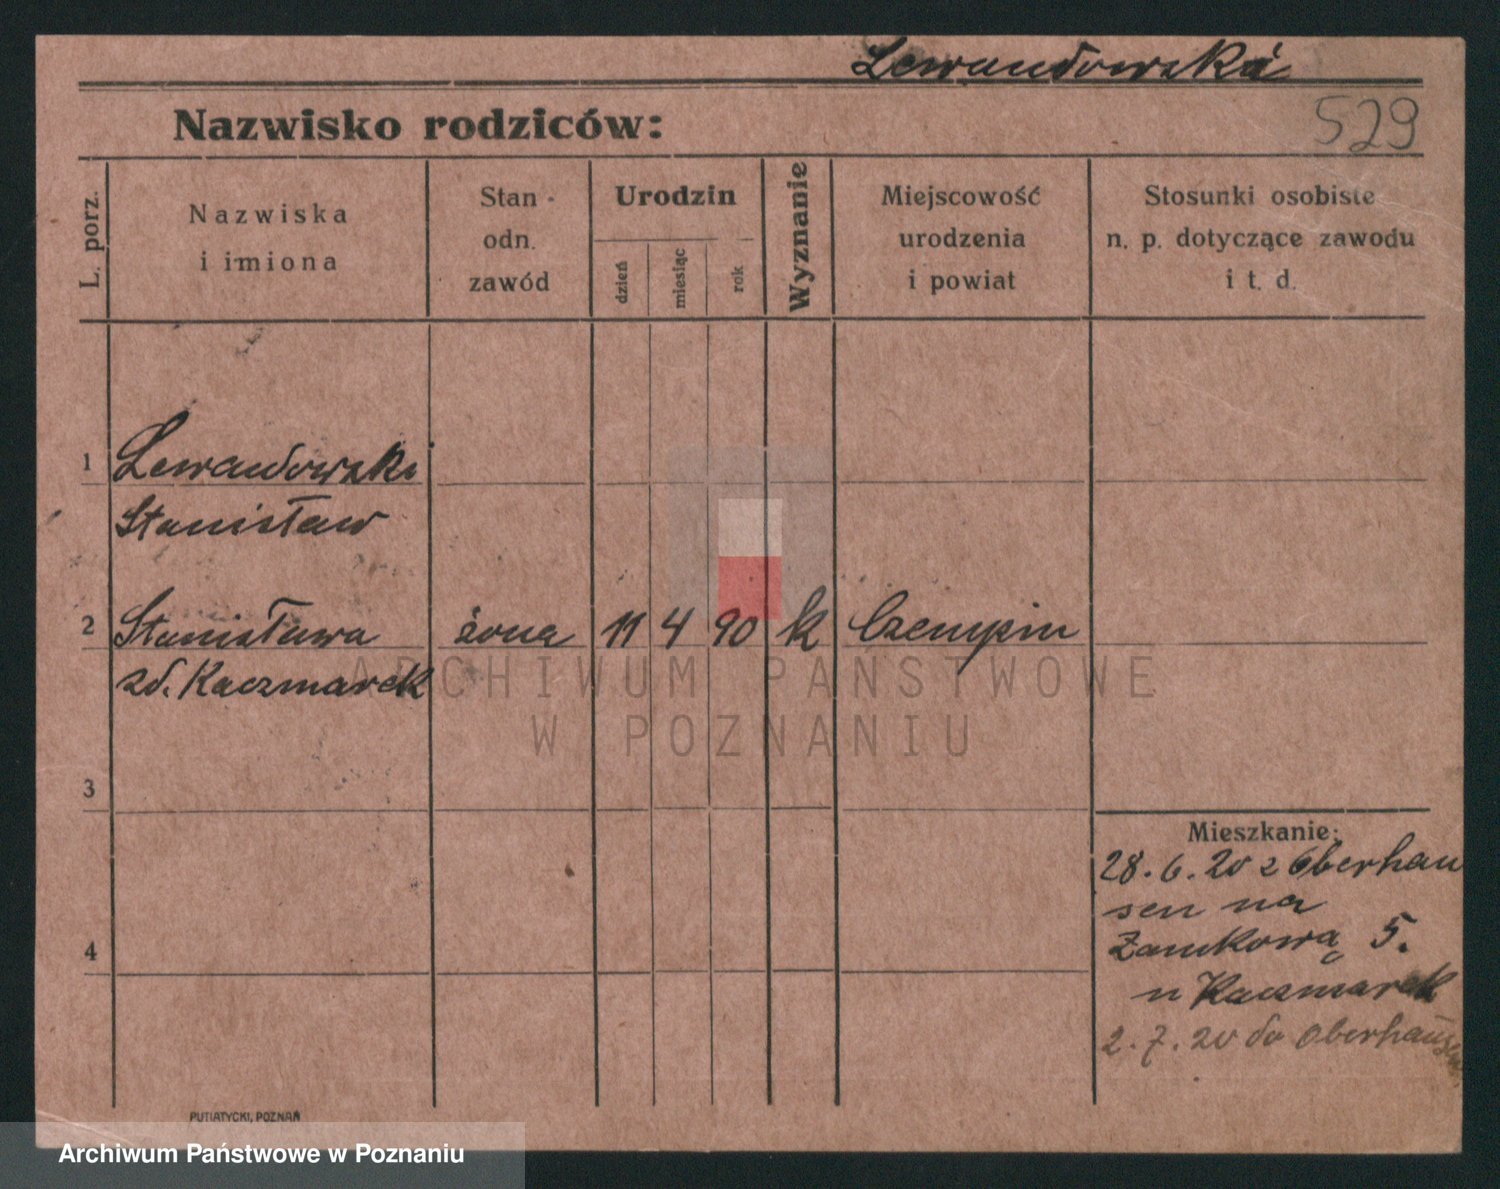 Lewandowska
529
Nazwisko rodziców:
L. porz.
Nazwiska
i imiona
Stan
odn.
zawód
Urodzin
dzień
miesiąc
rok
Wyznanie
Miejscowość
urodzenia
i powiat
Stosunki osobiste
n. p. dotyczące zawodu
i t. d.
1 Lewandowski
Stanisław
2 Stanisława żona 11 4 90 k Czempin
zd. Kaczmarek
ARCHIWUM PAŃSTWOWE
W POZNANIU
3
Mieszkanie:
28. 6. 20 z Oberhau
sen na
Zamkową 5.
u Kaczmarek
2. 7. 20 do Oberhausen
4
PUTIATYCKI, POZNAŃ
Archiwum Państwowe w Poznaniu